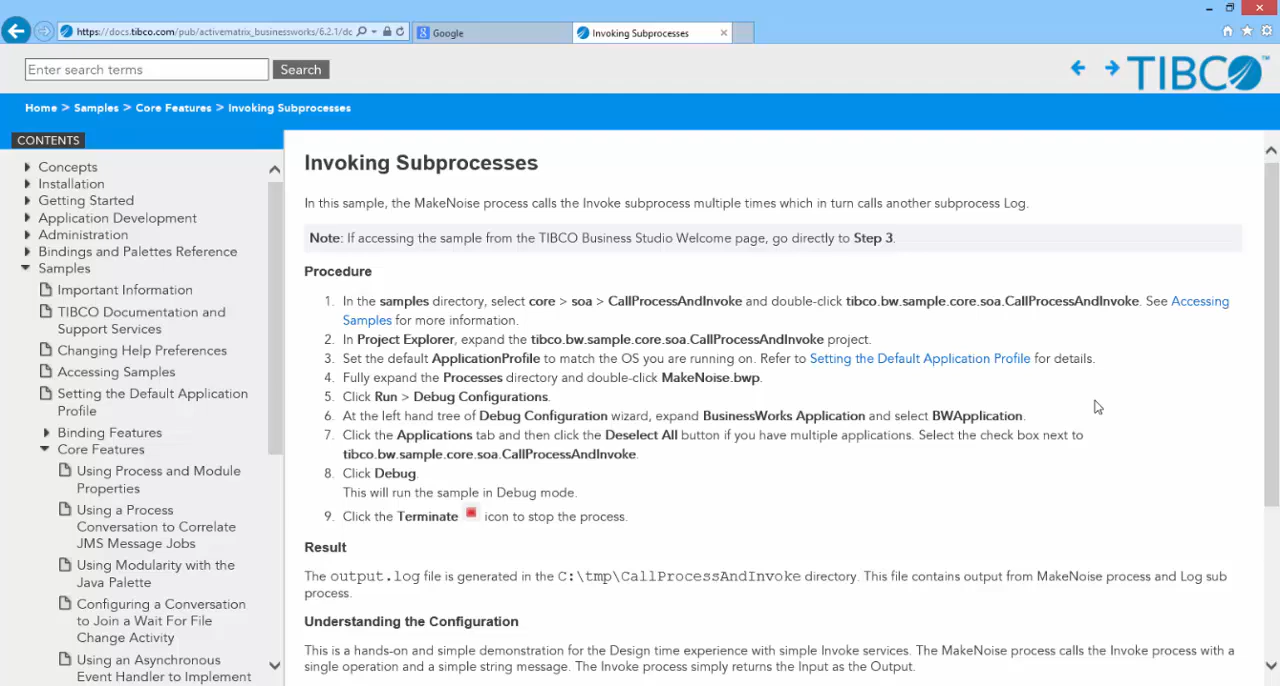 https://docs.tibco.com/pub/activematrix_businessworks/6.2.1/dc
Google
Invoking Subprocesses
Enter search terms
Search
TIBCO™
Home > Samples > Core Features > Invoking Subprocesses
CONTENTS
Concepts
Installation
Getting Started
Application Development
Administration
Bindings and Palettes Reference
Samples
Important Information
TIBCO Documentation and
Support Services
Changing Help Preferences
Accessing Samples
Setting the Default Application
Profile
Binding Features
Core Features
Using Process and Module
Properties
Using a Process
Conversation to Correlate
JMS Message Jobs
Using Modularity with the
Java Palette
Configuring a Conversation
to Join a Wait For File
Change Activity
Using an Asynchronous
Event Handler to Implement
Invoking Subprocesses
In this sample, the MakeNoise process calls the Invoke subprocess multiple times which in turn calls another subprocess Log.
Note: If accessing the sample from the TIBCO Business Studio Welcome page, go directly to Step 3.
Procedure
1. In the samples directory, select core > soa > CallProcessAndInvoke and double-click tibco.bw.sample.core.soa.CallProcessAndInvoke. See Accessing
Samples for more information.
2. In Project Explorer, expand the tibco.bw.sample.core.soa.CallProcessAndInvoke project.
3. Set the default ApplicationProfile to match the OS you are running on. Refer to Setting the Default Application Profile for details.
4. Fully expand the Processes directory and double-click MakeNoise.bwp.
5. Click Run > Debug Configurations.
6. At the left hand tree of Debug Configuration wizard, expand BusinessWorks Application and select BWApplication.
7. Click the Applications tab and then click the Deselect All button if you have multiple applications. Select the check box next to
tibco.bw.sample.core.soa.CallProcessAndInvoke.
8. Click Debug.
This will run the sample in Debug mode.
9. Click the Terminate icon to stop the process.
Result
The output.log file is generated in the C:\tmp\CallProcessAndInvoke directory. This file contains output from MakeNoise process and Log sub
process.
Understanding the Configuration
This is a hands-on and simple demonstration for the Design time experience with simple Invoke services. The MakeNoise process calls the Invoke process with a
single operation and a simple string message. The Invoke process simply returns the Input as the Output.